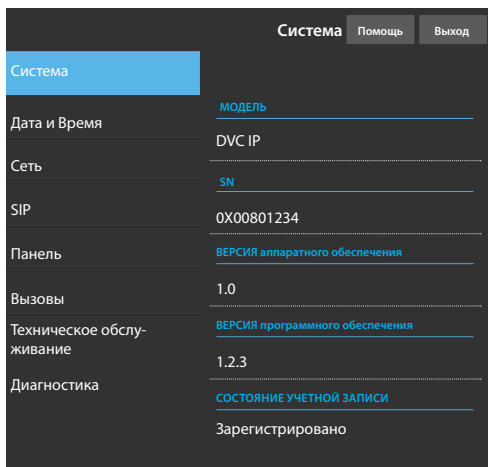 Система Помощь Выход
Система
Дата и Время
Сеть
SIP
Панель
Вызовы
Техническое обслу-
живание
Диагностика
МОДЕЛЬ
DVC IP
SN
0X00801234
ВЕРСИЯ аппаратного обеспечения
1.0
ВЕРСИЯ программного обеспечения
1.2.3
СОСТОЯНИЕ УЧЕТНОЙ ЗАПИСИ
Зарегистрировано